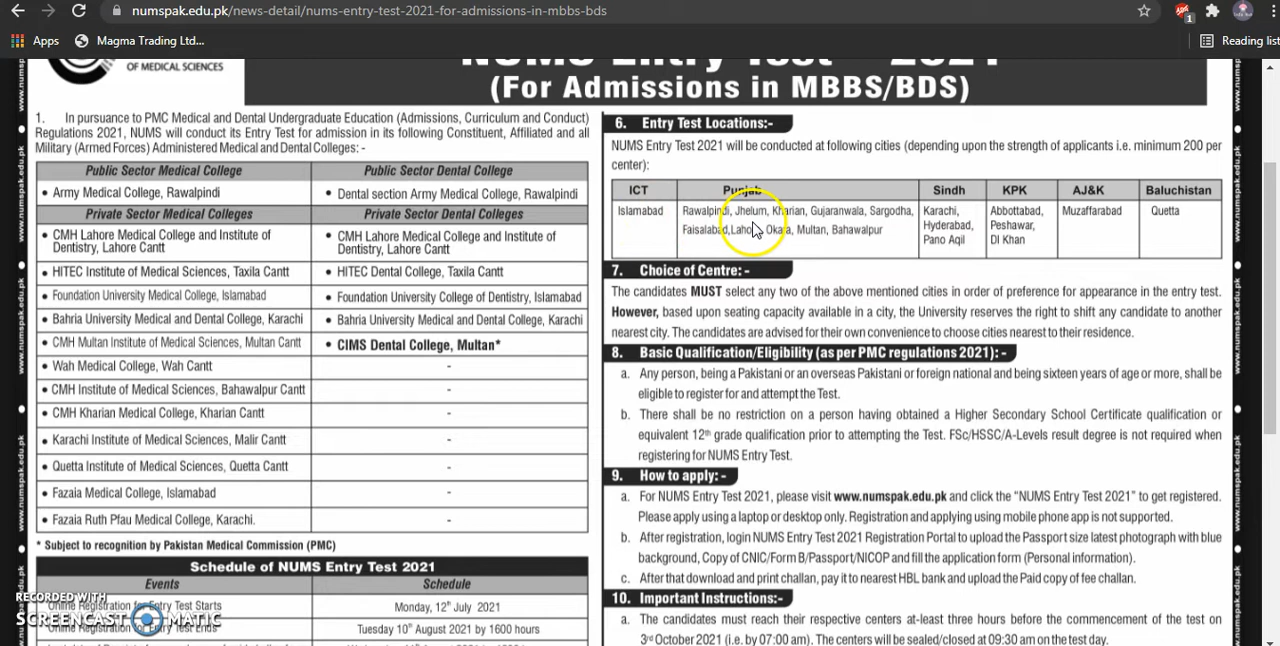 numspak.edu.pk/news-detail/nums-entry-test-2021-for-admissions-in-mbbs-bds
1
Apps
Magma Trading Ltd...
Reading list
OF MEDICAL SCIENCES
NUMS Entry Test - 2021
(For Admissions in MBBS/BDS)
1. In pursuance to PMC Medical and Dental Undergraduate Education (Admissions, Curriculum and Conduct)
Regulations 2021, NUMS will conduct its Entry Test for admission in its following Constituent, Affiliated and all
Military (Armed Forces) Administered Medical and Dental Colleges: -
Public Sector Medical College Public Sector Dental College
• Army Medical College, Rawalpindi • Dental section Army Medical College, Rawalpindi
Private Sector Medical Colleges Private Sector Dental Colleges
• CMH Lahore Medical College and Institute of • CMH Lahore Medical College and Institute of
Dentistry, Lahore Cantt Dentistry, Lahore Cantt
• HITEC Institute of Medical Sciences, Taxila Cantt • HITEC Dental College, Taxila Cantt
• Foundation University Medical College, Islamabad • Foundation University College of Dentistry, Islamabad
• Bahria University Medical and Dental College, Karachi • Bahria University Medical and Dental College, Karachi
• CMH Multan Institute of Medical Sciences, Multan Cantt • CIMS Dental College, Multan*
• Wah Medical College, Wah Cantt -
• CMH Institute of Medical Sciences, Bahawalpur Cantt -
• CMH Kharian Medical College, Kharian Cantt -
• Karachi Institute of Medical Sciences, Malir Cantt -
• Quetta Institute of Medical Sciences, Quetta Cantt -
• Fazaia Medical College, Islamabad -
• Fazaia Ruth Pfau Medical College, Karachi. -
* Subject to recognition by Pakistan Medical Commission (PMC)
Schedule of NUMS Entry Test 2021
Events Schedule
Online Registration for Entry Test Starts Monday, 12th July 2021
Online Registration for Entry Test Ends Tuesday 10th August 2021 by 1600 hours
RECORDED WITH
SCREENCAST MATIC
6. Entry Test Locations:-
NUMS Entry Test 2021 will be conducted at following cities (depending upon the strength of applicants i.e. minimum 200 per
center):
ICT Punjab Sindh KPK AJ&K Baluchistan
Islamabad Rawalpindi, Jhelum, Kharian, Gujaranwala, Sargodha, Karachi, Abbottabad, Muzaffarabad Quetta
Faisalabad,Lahore, Okara, Multan, Bahawalpur Hyderabad, Peshawar,
Pano Aqil DI Khan
7. Choice of Centre: -
The candidates MUST select any two of the above mentioned cities in order of preference for appearance in the entry test.
However, based upon seating capacity available in a city, the University reserves the right to shift any candidate to another
nearest city. The candidates are advised for their own convenience to choose cities nearest to their residence.
8. Basic Qualification/Eligibility (as per PMC regulations 2021): -
a. Any person, being a Pakistani or an overseas Pakistani or foreign national and being sixteen years of age or more, shall be
eligible to register for and attempt the Test.
b. There shall be no restriction on a person having obtained a Higher Secondary School Certificate qualification or
equivalent 12th grade qualification prior to attempting the Test. FSc/HSSC/A-Levels result degree is not required when
registering for NUMS Entry Test.
9. How to apply: -
a. For NUMS Entry Test 2021, please visit www.numspak.edu.pk and click the “NUMS Entry Test 2021” to get registered.
Please apply using a laptop or desktop only. Registration and applying using mobile phone app is not supported.
b. After registration, login NUMS Entry Test 2021 Registration Portal to upload the Passport size latest photograph with blue
background, Copy of CNIC/Form B/Passport/NICOP and fill the application form (Personal information).
c. After that download and print challan, pay it to nearest HBL bank and upload the Paid copy of fee challan.
10. Important Instructions:-
a. The candidates must reach their respective centers at-least three hours before the commencement of the test on
3rd October 2021 (i.e. by 07:00 am). The centers will be sealed/closed at 09:30 am on the test day.